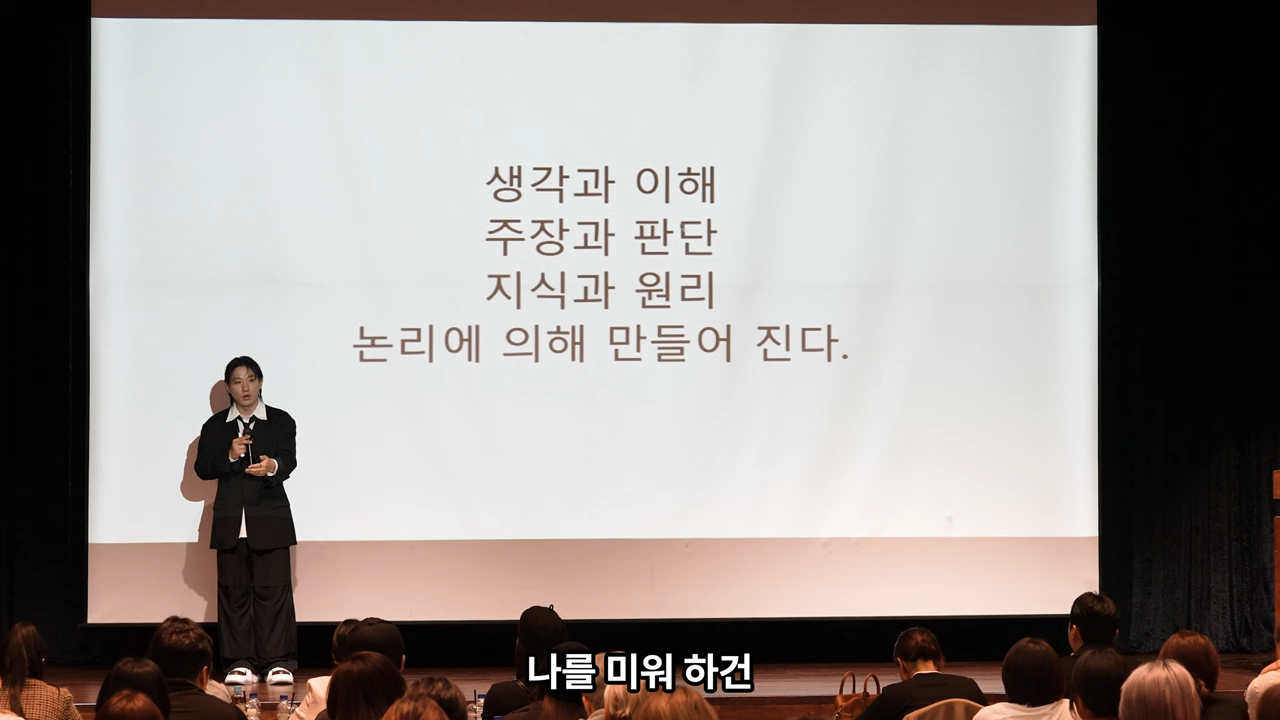 생각과 이해
주장과 판단
지식과 원리
논리에 의해 만들어 진다.
나를 미워 하건